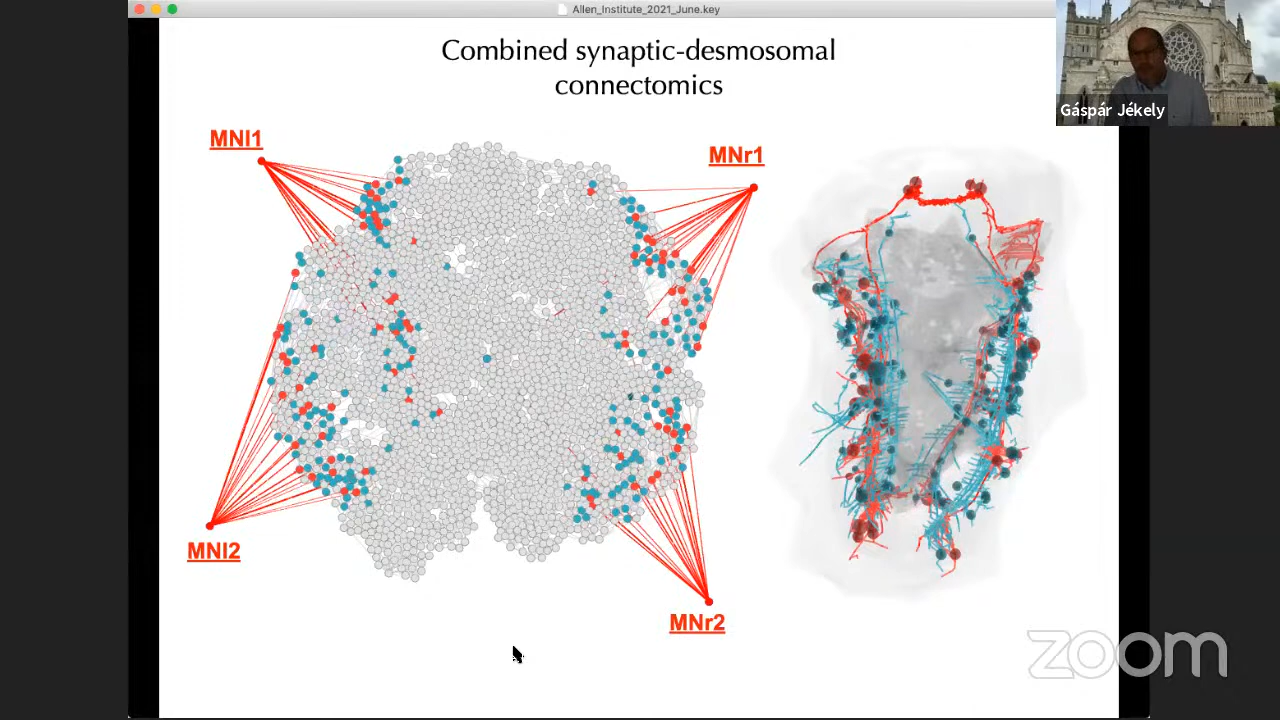 Allen_Institute_2021_June.key
Combined synaptic-desmosomal
connectomics
Gáspár Jékely
MNl1
MNr1
MNl2
MNr2
zoom